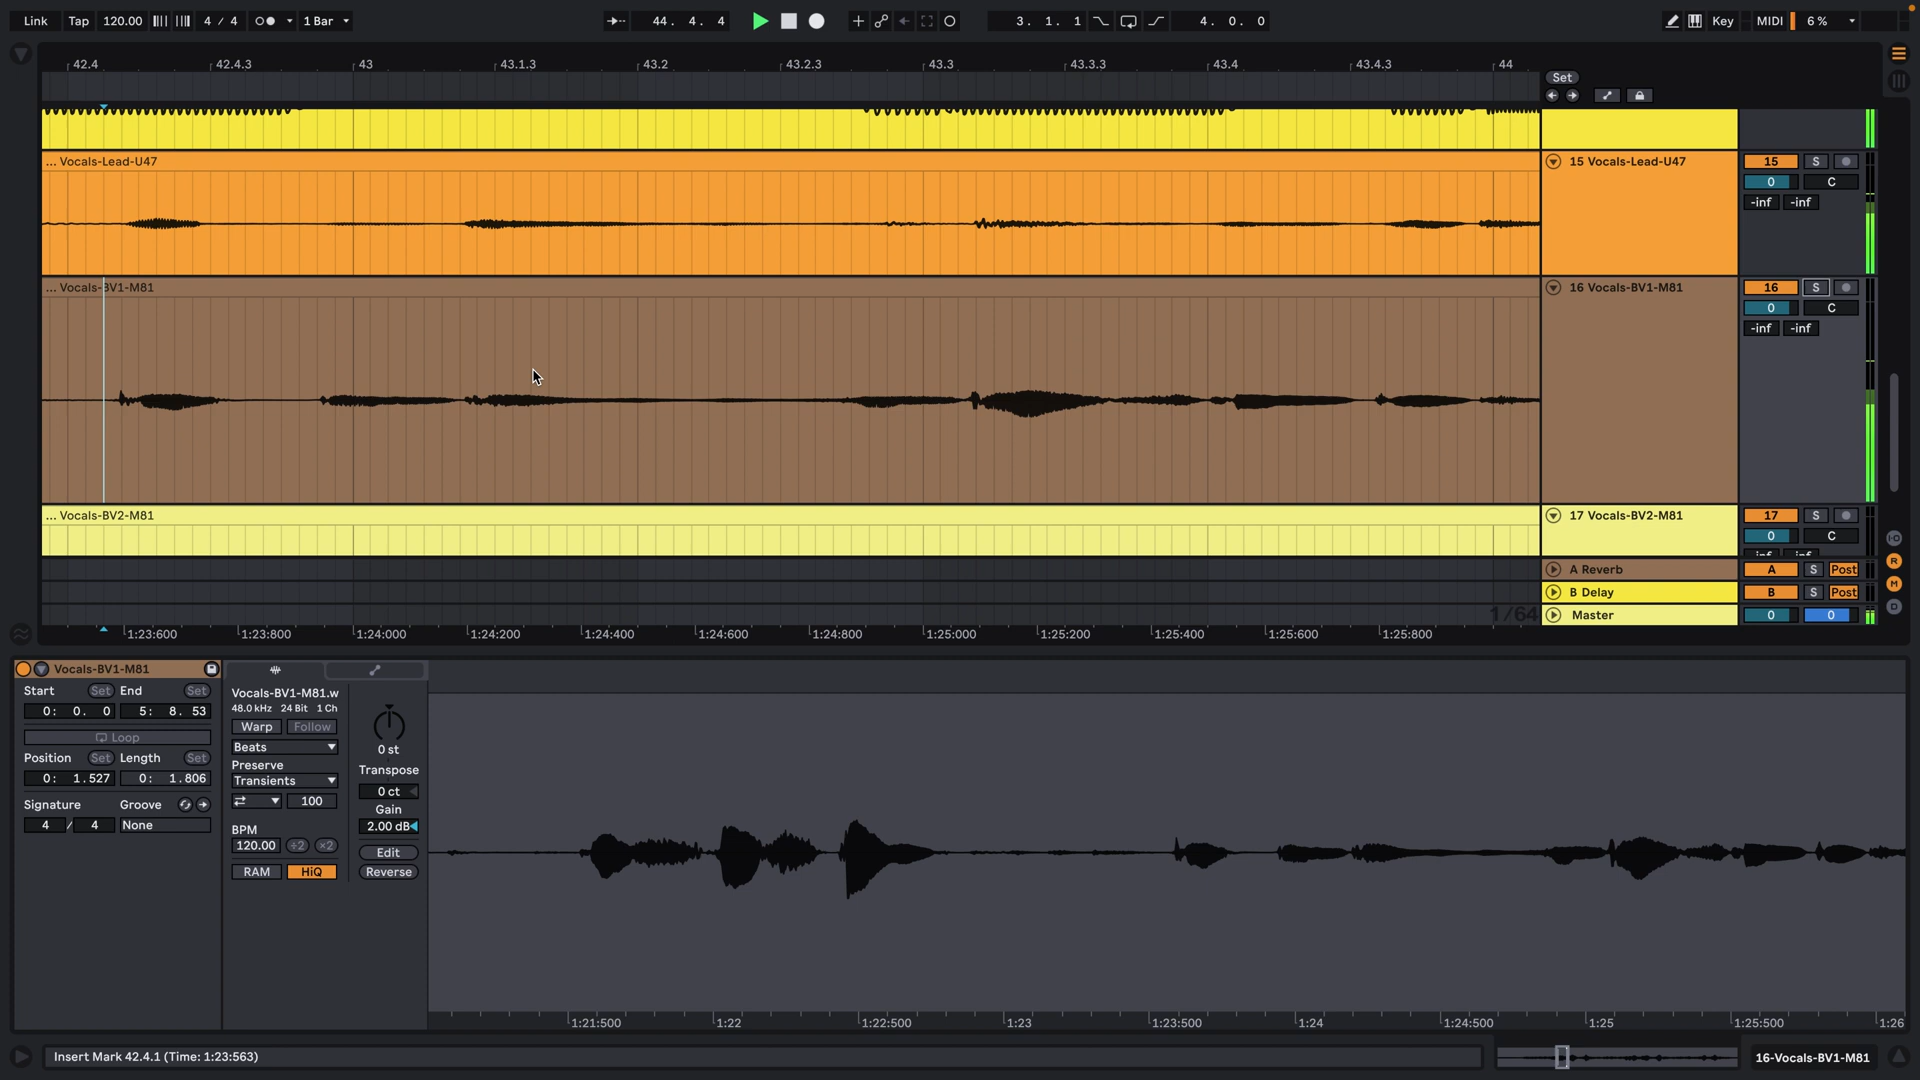 Link Tap 120.00 4 / 4 1 Bar 44. 4. 4 3. 1. 1 4. 0. 0 Key MIDI 6 %
42.4 42.4.3 43 43.1.3 43.2 43.2.3 43.3 43.3.3 43.4 43.4.3 44
Set
... Vocals-Lead-U47 15 Vocals-Lead-U47 15 S
0 C
-inf -inf
... Vocals-BV1-M81 16 Vocals-BV1-M81 16 S
0 C
-inf -inf
... Vocals-BV2-M81 17 Vocals-BV2-M81 17 S
0 C
-inf -inf
A Reverb A S Post
B Delay B S Post
1/64 Master 0 0
R
M
D
1:23:600 1:23:800 1:24:000 1:24:200 1:24:400 1:24:600 1:24:800 1:25:000 1:25:200 1:25:400 1:25:600 1:25:800
Vocals-BV1-M81
Start Set End Set
0: 0. 0 5: 8. 53
Loop
Position Set Length Set
0: 1.527 0: 1.806
Signature Groove
4 / 4 None
Vocals-BV1-M81.w
48.0 kHz 24 Bit 1 Ch
Warp Follow
Beats
Preserve
Transients
100
BPM
120.00 ÷2 ×2
RAM HiQ
0 st
Transpose
0 ct
Gain
2.00 dB
Edit
Reverse
1:21:500 1:22 1:22:500 1:23 1:23:500 1:24 1:24:500 1:25 1:25:500 1:26
Insert Mark 42.4.1 (Time: 1:23:563) 16-Vocals-BV1-M81